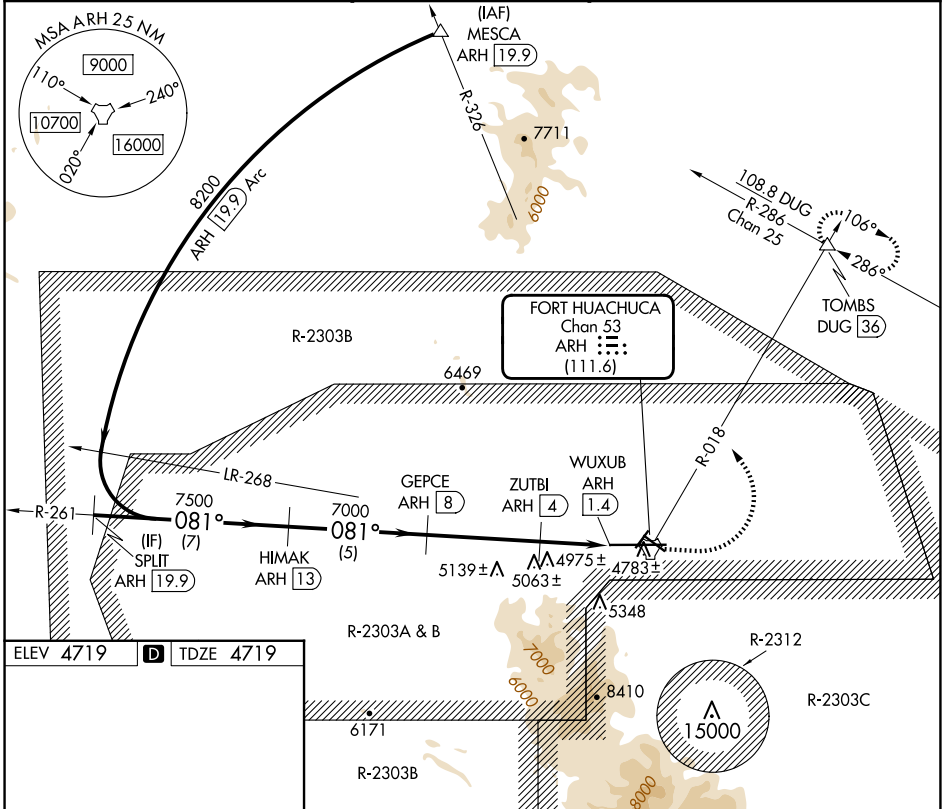 MSA ARH 25 NM
9000
110°
240°
10700
16000
020°
(IAF)
MESCA
ARH 19.9
R-326
7711
6000
8200
ARH 19.9 Arc
108.8 DUG
R-286
Chan 25
106°
286°
TOMBS
DUG 36
R-2303B
FORT HUACHUCA
Chan 53
ARH
(111.6)
6469
R-018
LR-268
GEPCE
ARH 8
ZUTBI
ARH 4
WUXUB
ARH
1.4
R-261
7500
081°
(7)
7000
081°
(5)
(IF)
SPLIT
ARH 19.9
HIMAK
ARH 13
5139±
5063±
4975±
4783±
5348
R-2303A & B
7000
6000
R-2312
8410
R-2303C
15000
ELEV 4719
D
TDZE 4719
6171
R-2303B
8000